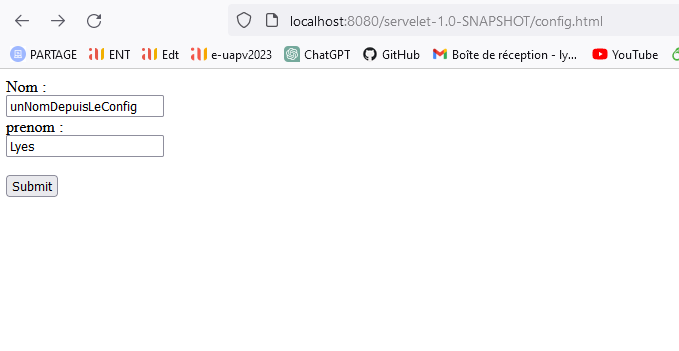 localhost:8080/servelet-1.0-SNAPSHOT/config.html
PARTAGE ENT Edt e-uapv2023 ChatGPT GitHub Boîte de réception - ly... YouTube
Nom :
unNomDepuisLeConfig
prenom :
Lyes
Submit